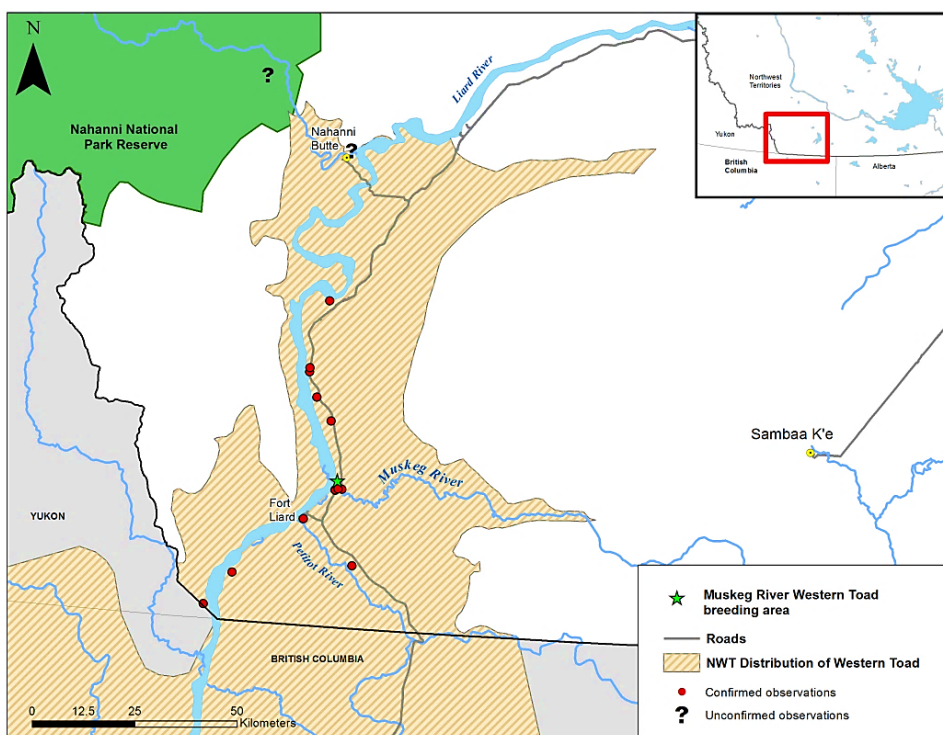 N
?
Nahanni National
Park Reserve
Liard River
Nahanni
Butte
?
Northwest
Territories
Yukon
British
Columbia
Alberta
Sambaa K'e
Muskeg River
Fort
Liard
YUKON
Petitot River
BRITISH COLUMBIA
0 12.5 25 50
Kilometers
Muskeg River Western Toad
breeding area
Roads
NWT Distribution of Western Toad
Confirmed observations
? Unconfirmed observations